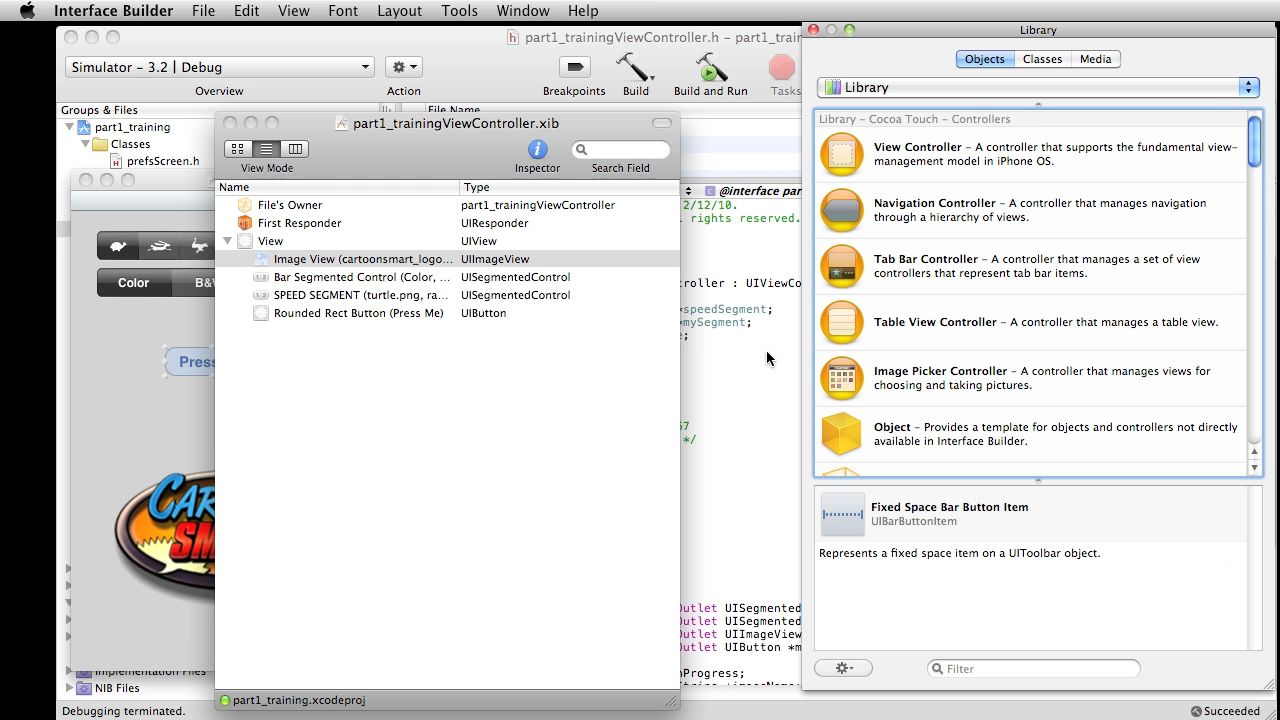 Interface Builder File Edit View Font Layout Tools Window Help
part1_trainingViewController.h - part1_train
Simulator - 3.2 | Debug
Overview Action Breakpoints Build Build and Run Tasks
Groups & Files File Name
part1_training
Classes
prefsScreen.h
part1_trainingViewController.xib
View Mode Inspector Search Field
Name Type
File's Owner part1_trainingViewController
First Responder UIResponder
View UIView
Image View (cartoonsmart_logo... UIImageView
Bar Segmented Control (Color, ... UISegmentedControl
SPEED SEGMENT (turtle.png, ra... UISegmentedControl
Rounded Rect Button (Press Me) UIButton
part1_training.xcodeproj
Color B&W
Press
CAR
SM
@interface par
2/12/10.
l rights reserved.
roller : UIViewCo
*speedSegment;
*mySegment;
e;
57
*/
Outlet UISegmented
Outlet UISegmented
Outlet UIImageView
Outlet UIButton *m
nProgress;
Implementation Files
NIB Files
Debugging terminated.
Succeeded
Library
Objects Classes Media
Library
Library - Cocoa Touch - Controllers
View Controller - A controller that supports the fundamental view-
management model in iPhone OS.
Navigation Controller - A controller that manages navigation
through a hierarchy of views.
Tab Bar Controller - A controller that manages a set of view
controllers that represent tab bar items.
Table View Controller - A controller that manages a table view.
Image Picker Controller - A controller that manages views for
choosing and taking pictures.
Object - Provides a template for objects and controllers not directly
available in Interface Builder.
Fixed Space Bar Button Item
UIBarButtonItem
Represents a fixed space item on a UIToolbar object.
Filter